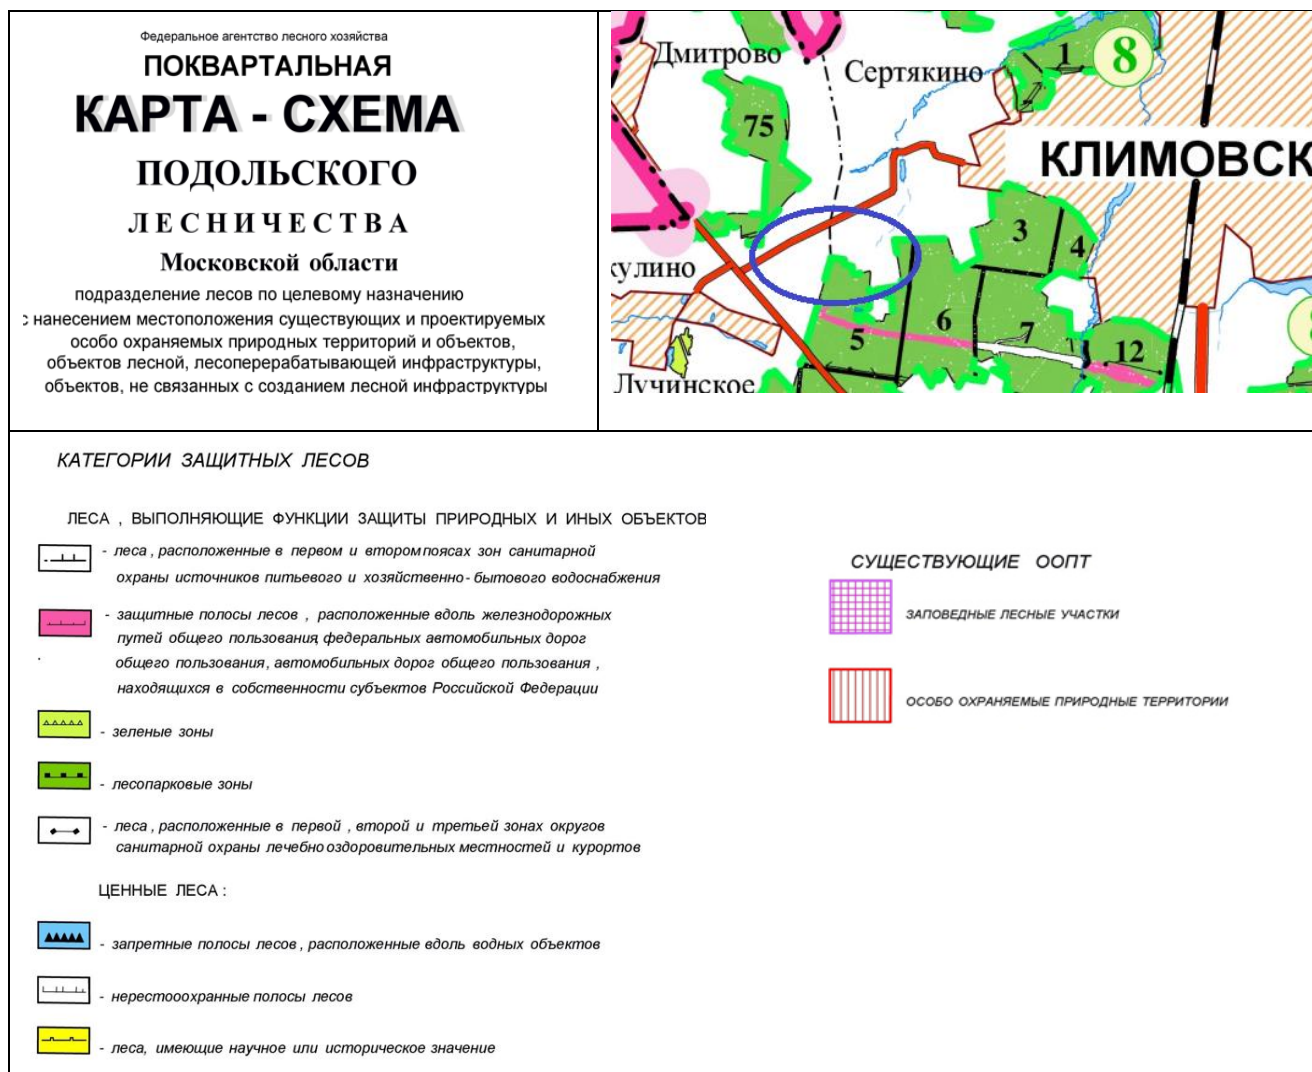 Федеральное агентство лесного хозяйства
ПОКВАРТАЛЬНАЯ
КАРТА - СХЕМА
ПОДОЛЬСКОГО
ЛЕСНИЧЕСТВА
Московской области
подразделение лесов по целевому назначению
с нанесением местоположения существующих и проектируемых
особо охраняемых природных территорий и объектов,
объектов лесной, лесоперерабатывающей инфраструктуры,
объектов, не связанных с созданием лесной инфраструктуры
Дмитрово
Сертякино
1
8
75
КЛИМОВСК
3
4
кулино
5
6
7
12
Лучинское
КАТЕГОРИИ ЗАЩИТНЫХ ЛЕСОВ
ЛЕСА , ВЫПОЛНЯЮЩИЕ ФУНКЦИИ ЗАЩИТЫ ПРИРОДНЫХ И ИНЫХ ОБЪЕКТОВ
- леса , расположенные в первом и втором поясах зон санитарной
охраны источников питьевого и хозяйственно- бытового водоснабжения
- защитные полосы лесов , расположенные вдоль железнодорожных
путей общего пользования, федеральных автомобильных дорог
общего пользования, автомобильных дорог общего пользования ,
находящихся в собственности субъектов Российской Федерации
- зеленые зоны
- лесопарковые зоны
- леса , расположенные в первой , второй и третьей зонах округов
санитарной охраны лечебно оздоровительных местностей и курортов
ЦЕННЫЕ ЛЕСА :
- запретные полосы лесов , расположенные вдоль водных объектов
- нерестооохранные полосы лесов
- леса, имеющие научное или историческое значение
СУЩЕСТВУЮЩИЕ ООПТ
ЗАПОВЕДНЫЕ ЛЕСНЫЕ УЧАСТКИ
ОСОБО ОХРАНЯЕМЫЕ ПРИРОДНЫЕ ТЕРРИТОРИИ